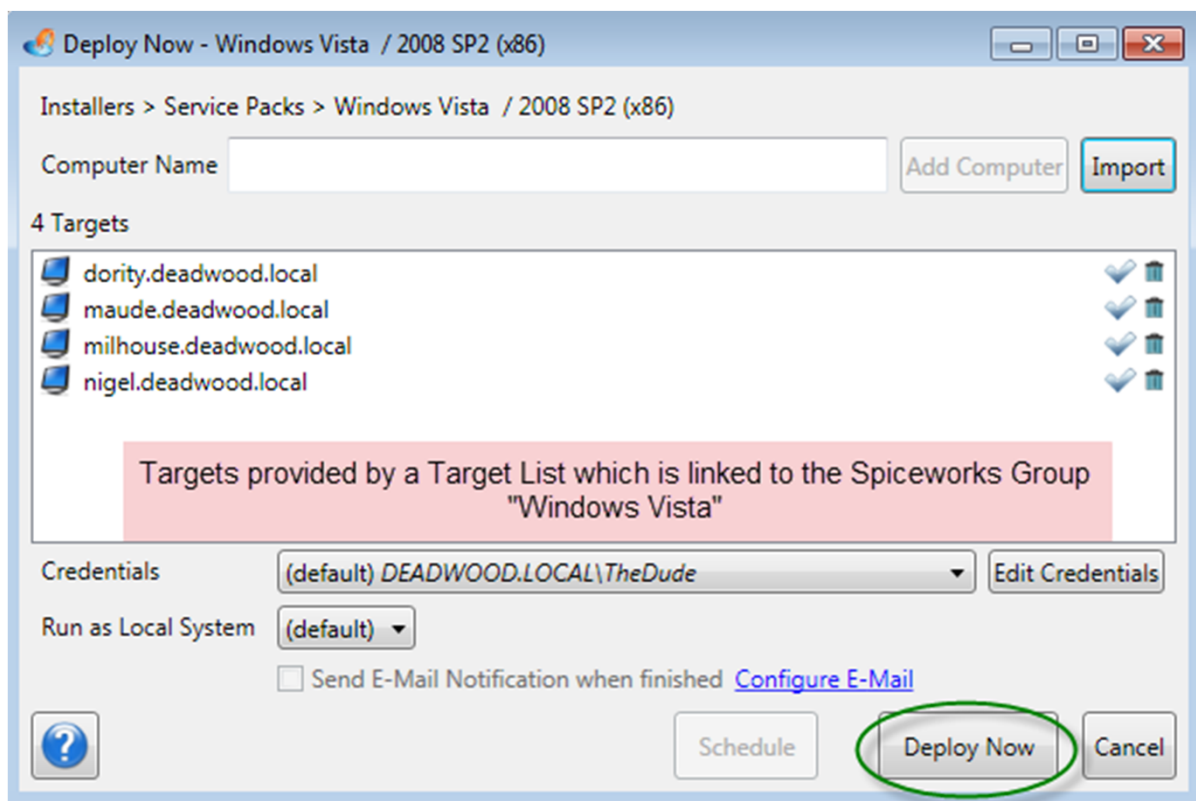 Deploy Now - Windows Vista / 2008 SP2 (x86)
Installers > Service Packs > Windows Vista / 2008 SP2 (x86)
Computer Name
Add Computer
Import
4 Targets
dority.deadwood.local
maude.deadwood.local
milhouse.deadwood.local
nigel.deadwood.local
Targets provided by a Target List which is linked to the Spiceworks Group
"Windows Vista"
Credentials
(default) DEADWOOD.LOCAL\TheDude
Edit Credentials
Run as Local System
(default)
Send E-Mail Notification when finished
Configure E-Mail
?
Schedule
Deploy Now
Cancel